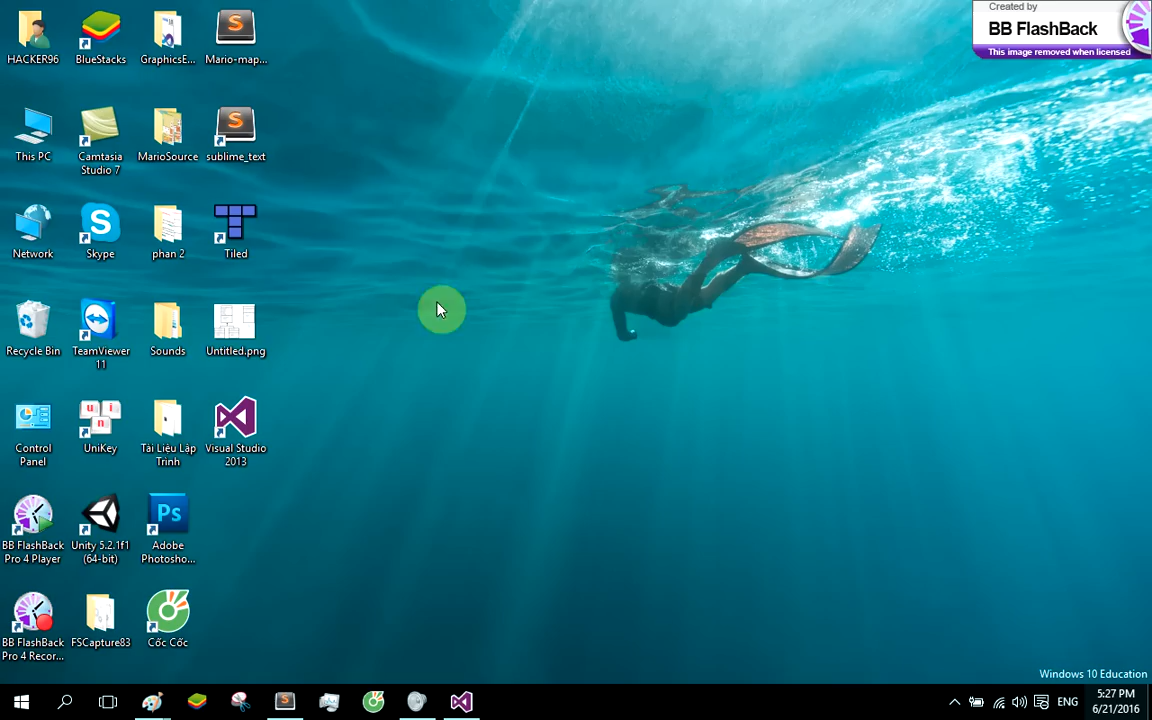 Created by
BB FlashBack
This image removed when licensed
HACKER96
BlueStacks
GraphicsE...
Mario-map...
This PC
Camtasia
Studio 7
MarioSource
sublime_text
Network
Skype
phan 2
Tiled
Recycle Bin
TeamViewer
11
Sounds
Untitled.png
Control
Panel
UniKey
Tài Liệu Lập
Trình
Visual Studio
2013
BB FlashBack
Pro 4 Player
Unity 5.2.1f1
(64-bit)
Adobe
Photosho...
BB FlashBack
Pro 4 Recor...
FSCapture83
Cốc Cốc
Windows 10 Education
ENG
5:27 PM
6/21/2016